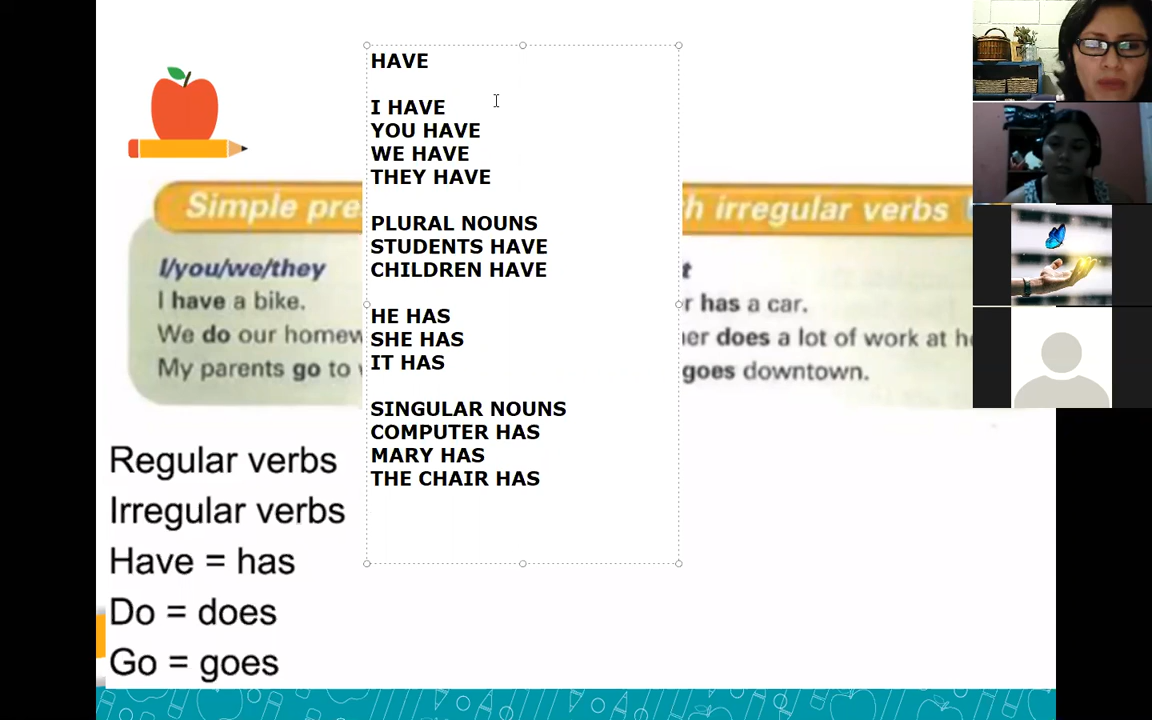 HAVE
I HAVE
YOU HAVE
WE HAVE
THEY HAVE
PLURAL NOUNS
STUDENTS HAVE
CHILDREN HAVE
HE HAS
SHE HAS
IT HAS
SINGULAR NOUNS
COMPUTER HAS
MARY HAS
THE CHAIR HAS
Simple pre
I/you/we/they
I have a bike.
We do our homew
My parents go to
h irregular verbs
t
r has a car.
er does a lot of work at h
goes downtown.
Regular verbs
Irregular verbs
Have = has
Do = does
Go = goes